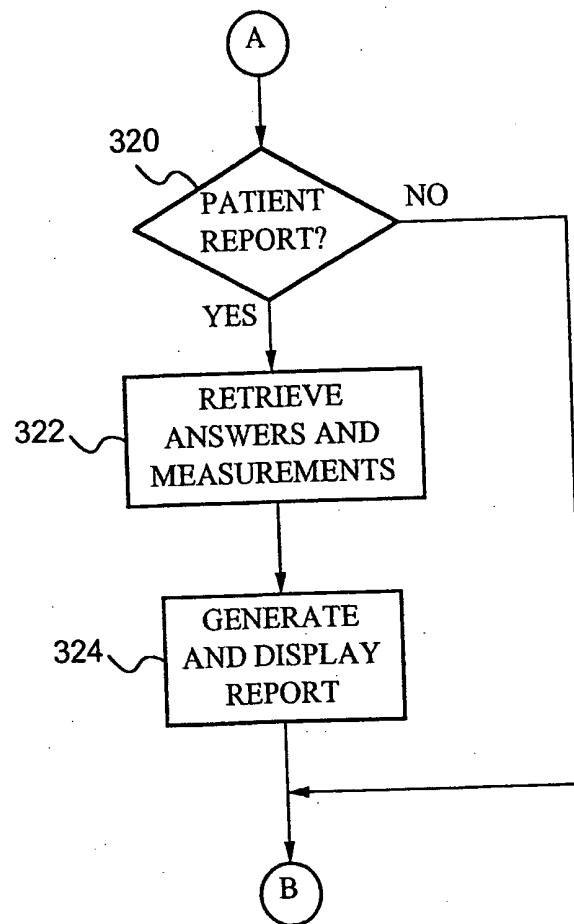 A
320
PATIENT
REPORT?
NO
YES
322
RETRIEVE
ANSWERS AND
MEASUREMENTS
324
GENERATE
AND DISPLAY
REPORT
B